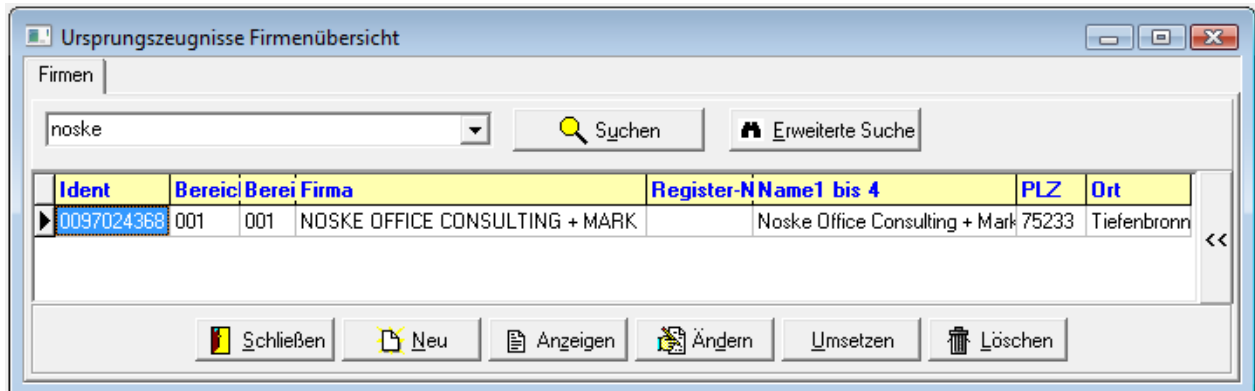 Ursprungszeugnisse Firmenübersicht
Firmen
noske Suchen Erweiterte Suche
Ident Bereic Berei Firma Register-N Name1 bis 4 PLZ Ort
0097024368 001 001 NOSKE OFFICE CONSULTING + MARK Noske Office Consulting + Mark 75233 Tiefenbronn
<<
Schließen Neu Anzeigen Ändern Umsetzen Löschen